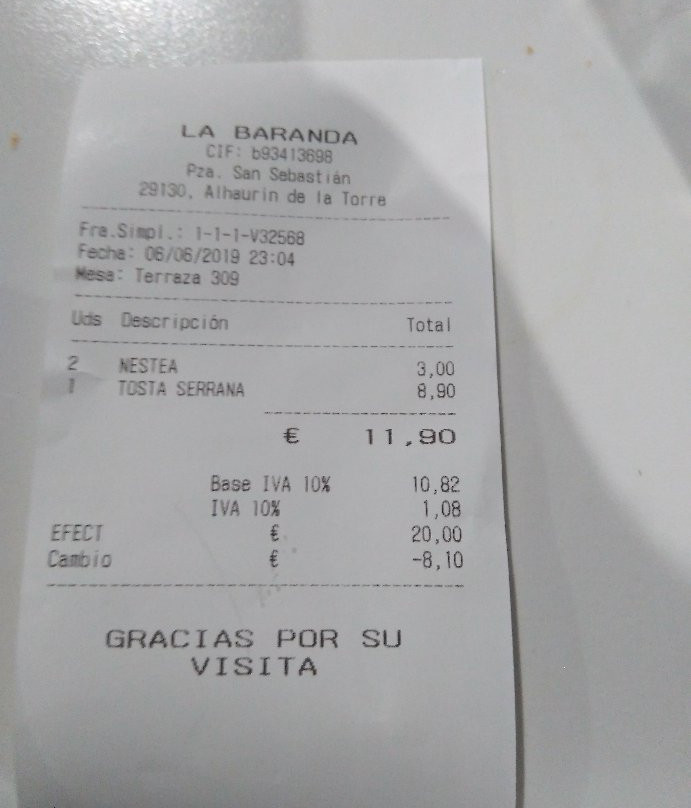 LA BARANDA
CIF: b93413698
Pza. San Sebastián
29130, Alhaurin de la Torre
Fra.Simpl.: 1-1-1-V32568
Fecha: 06/06/2019 23:04
Mesa: Terraza 309
Uds Descripción Total
2 NESTEA 3,00
1 TOSTA SERRANA 8,90
€ 11,90
Base IVA 10% 10,82
IVA 10% 1,08
EFECT € 20,00
Cambio € -8,10
GRACIAS POR SU
VISITA